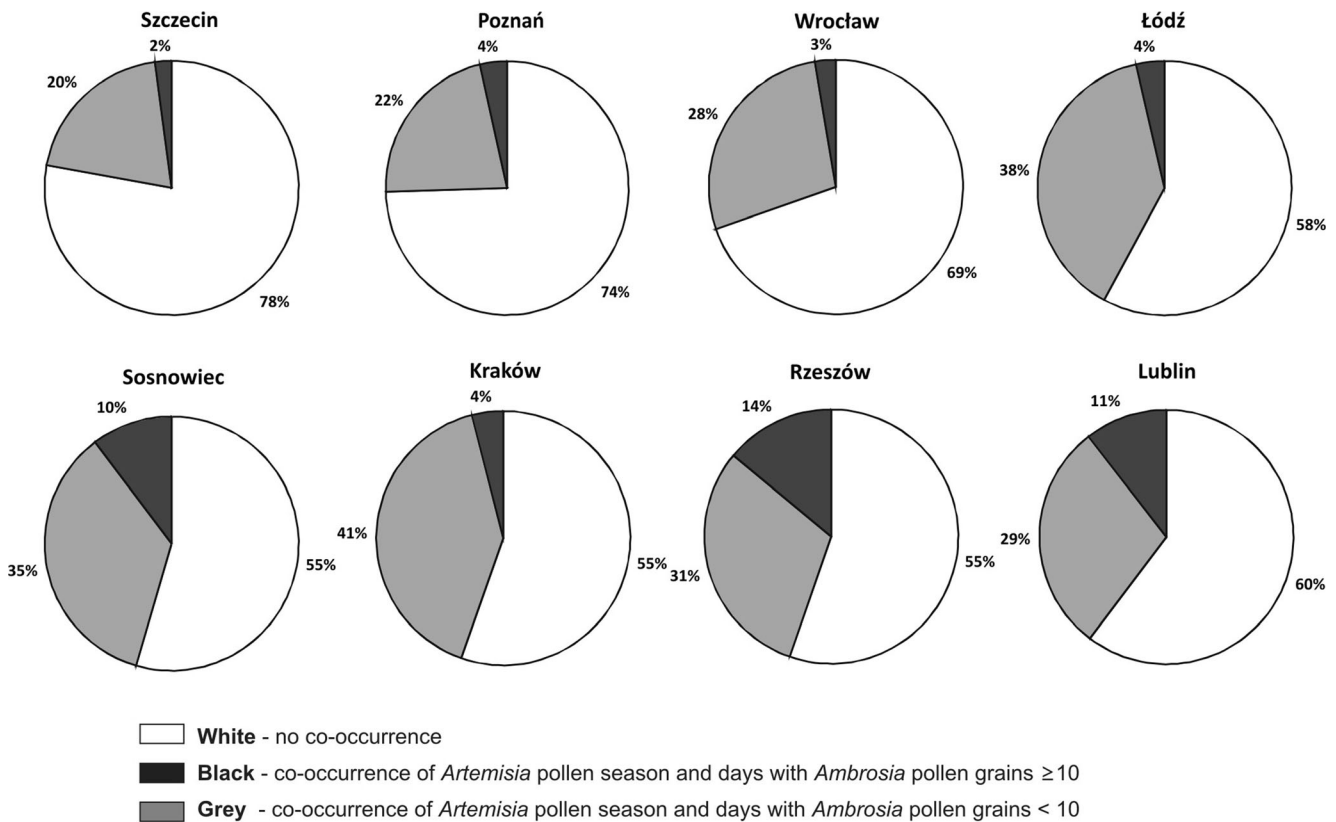 Szczecin
2%
20%
78%
Poznań
4%
22%
74%
Wrocław
3%
28%
69%
Łódź
4%
38%
58%
Sosnowiec
10%
35%
55%
Kraków
4%
41%
55%
Rzeszów
14%
31%
55%
Lublin
11%
29%
60%
White - no co-occurrence
Black - co-occurrence of Artemisia pollen season and days with Ambrosia pollen grains ≥10
Grey - co-occurrence of Artemisia pollen season and days with Ambrosia pollen grains < 10